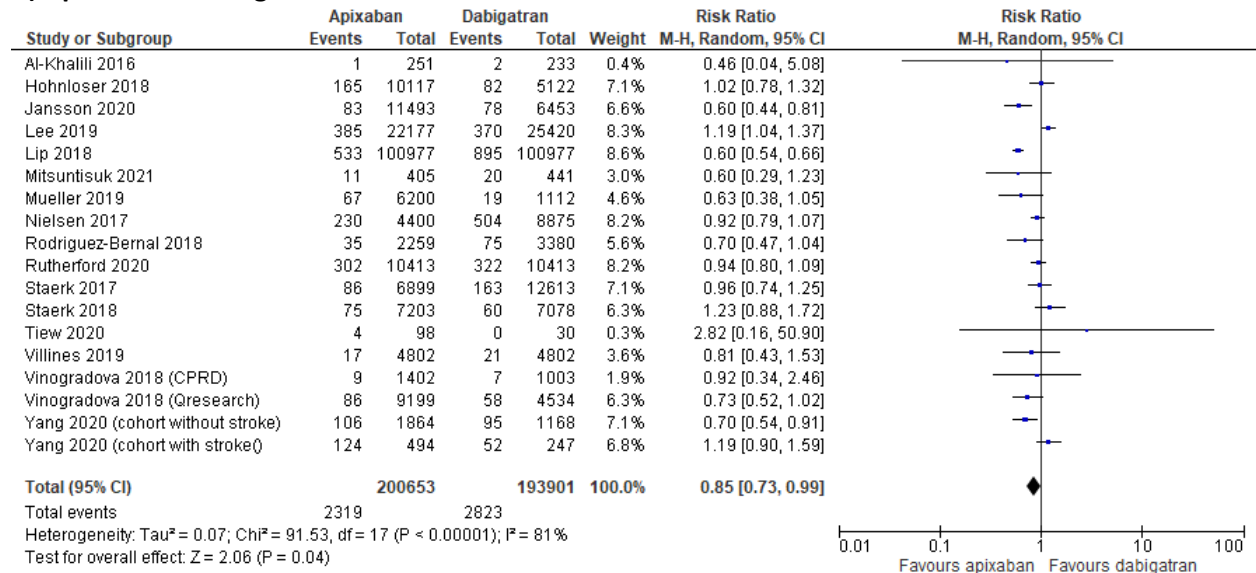 Apixaban Dabigatran Risk Ratio Risk Ratio
Study or Subgroup Events Total Events Total Weight M-H, Random, 95% CI M-H, Random, 95% CI
Al-Khalili 2016 1 251 2 233 0.4% 0.46 [0.04, 5.08]
Hohnloser 2018 165 10117 82 5122 7.1% 1.02 [0.78, 1.32]
Jansson 2020 83 11493 78 6453 6.6% 0.60 [0.44, 0.81]
Lee 2019 385 22177 370 25420 8.3% 1.19 [1.04, 1.37]
Lip 2018 533 100977 895 100977 8.6% 0.60 [0.54, 0.66]
Mitsuntisuk 2021 11 405 20 441 3.0% 0.60 [0.29, 1.23]
Mueller 2019 67 6200 19 1112 4.6% 0.63 [0.38, 1.05]
Nielsen 2017 230 4400 504 8875 8.2% 0.92 [0.79, 1.07]
Rodriguez-Bernal 2018 35 2259 75 3380 5.6% 0.70 [0.47, 1.04]
Rutherford 2020 302 10413 322 10413 8.2% 0.94 [0.80, 1.09]
Staerk 2017 86 6899 163 12613 7.1% 0.96 [0.74, 1.25]
Staerk 2018 75 7203 60 7078 6.3% 1.23 [0.88, 1.72]
Tiew 2020 4 98 0 30 0.3% 2.82 [0.16, 50.90]
Villines 2019 17 4802 21 4802 3.6% 0.81 [0.43, 1.53]
Vinogradova 2018 (CPRD) 9 1402 7 1003 1.9% 0.92 [0.34, 2.46]
Vinogradova 2018 (Qresearch) 86 9199 58 4534 6.3% 0.73 [0.52, 1.02]
Yang 2020 (cohort without stroke) 106 1864 95 1168 7.1% 0.70 [0.54, 0.91]
Yang 2020 (cohort with stroke() 124 494 52 247 6.8% 1.19 [0.90, 1.59]
Total (95% CI) 200653 193901 100.0% 0.85 [0.73, 0.99]
Total events 2319 2823
Heterogeneity: Tau² = 0.07; Chi² = 91.53, df = 17 (P < 0.00001); I² = 81%
Test for overall effect: Z = 2.06 (P = 0.04)
0.01 0.1 1 10 100
Favours apixaban Favours dabigatran